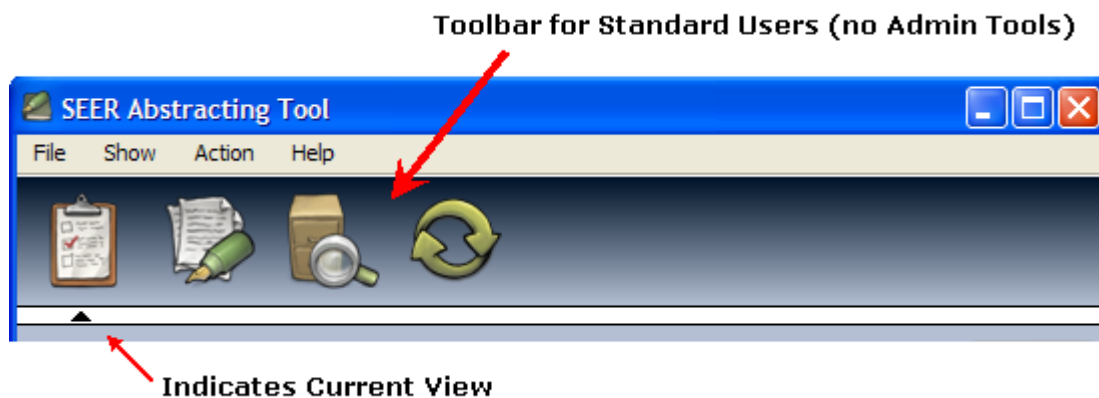 Toolbar for Standard Users (no Admin Tools)
SEER Abstracting Tool
File Show Action Help
Indicates Current View